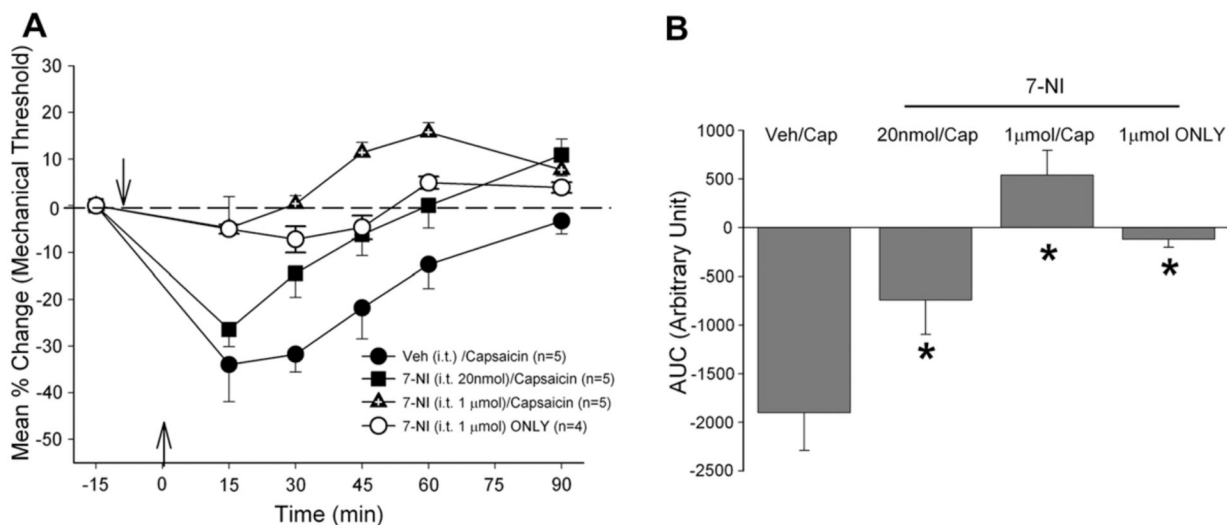 A
Mean % Change (Mechanical Threshold)
30
20
10
0
-10
-20
-30
-40
-50
Veh (i.t.) /Capsaicin (n=5)
7-NI (i.t. 20nmol)/Capsaicin (n=5)
7-NI (i.t. 1 μmol)/Capsaicin (n=5)
7-NI (i.t. 1 μmol) ONLY (n=4)
-15 0 15 30 45 60 75 90
Time (min)
B
7-NI
Veh/Cap 20nmol/Cap 1μmol/Cap 1μmol ONLY
AUC (Arbitrary Unit)
1000
500
0
-500
-1000
-1500
-2000
-2500
* * *